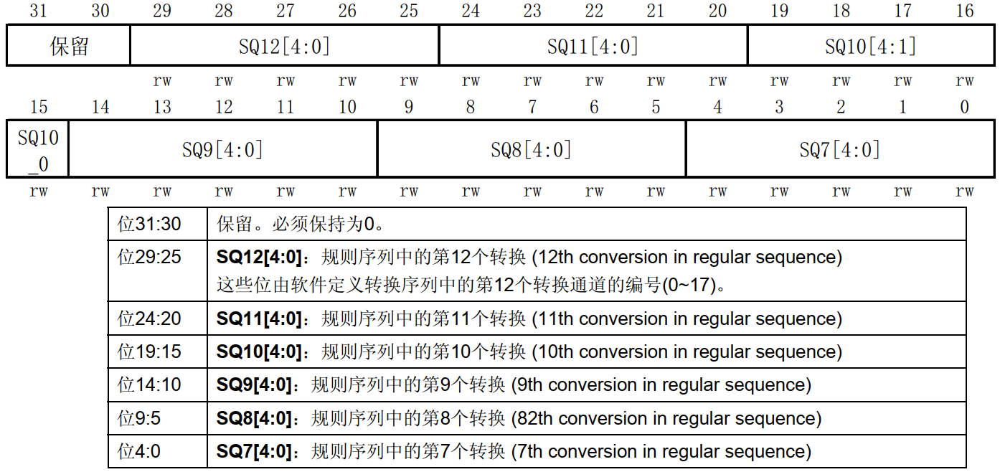 31 30 29 28 27 26 25 24 23 22 21 20 19 18 17 16
保留 SQ12[4:0] SQ11[4:0] SQ10[4:1]
rw rw rw rw rw rw rw rw rw rw rw rw rw rw
15 14 13 12 11 10 9 8 7 6 5 4 3 2 1 0
SQ10
_0 SQ9[4:0] SQ8[4:0] SQ7[4:0]
rw rw rw rw rw rw rw rw rw rw rw rw rw rw rw rw
位31:30 保留。必须保持为0。
位29:25 SQ12[4:0]：规则序列中的第12个转换 (12th conversion in regular sequence)
这些位由软件定义转换序列中的第12个转换通道的编号(0~17)。
位24:20 SQ11[4:0]：规则序列中的第11个转换 (11th conversion in regular sequence)
位19:15 SQ10[4:0]：规则序列中的第10个转换 (10th conversion in regular sequence)
位14:10 SQ9[4:0]：规则序列中的第9个转换 (9th conversion in regular sequence)
位9:5 SQ8[4:0]：规则序列中的第8个转换 (82th conversion in regular sequence)
位4:0 SQ7[4:0]：规则序列中的第7个转换 (7th conversion in regular sequence)